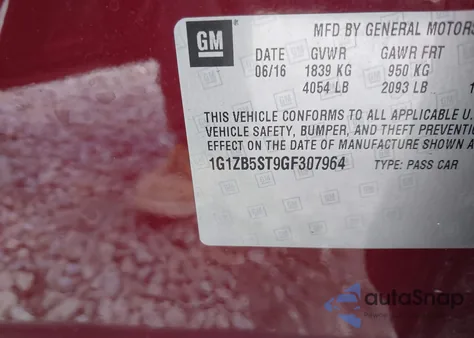 GM
MFD BY GENERAL MOTORS
DATE GVWR GAWR FRT
06/16 1839 KG 950 KG
4054 LB 2093 LB
THIS VEHICLE CONFORMS TO ALL APPLICABLE U.
VEHICLE SAFETY, BUMPER, AND THEFT PREVENTI
EFFECT ON THE DATE OF MANUFACTURE SHOWN A
1G1ZB5ST9GF307964 TYPE: PASS CAR
autoSnap